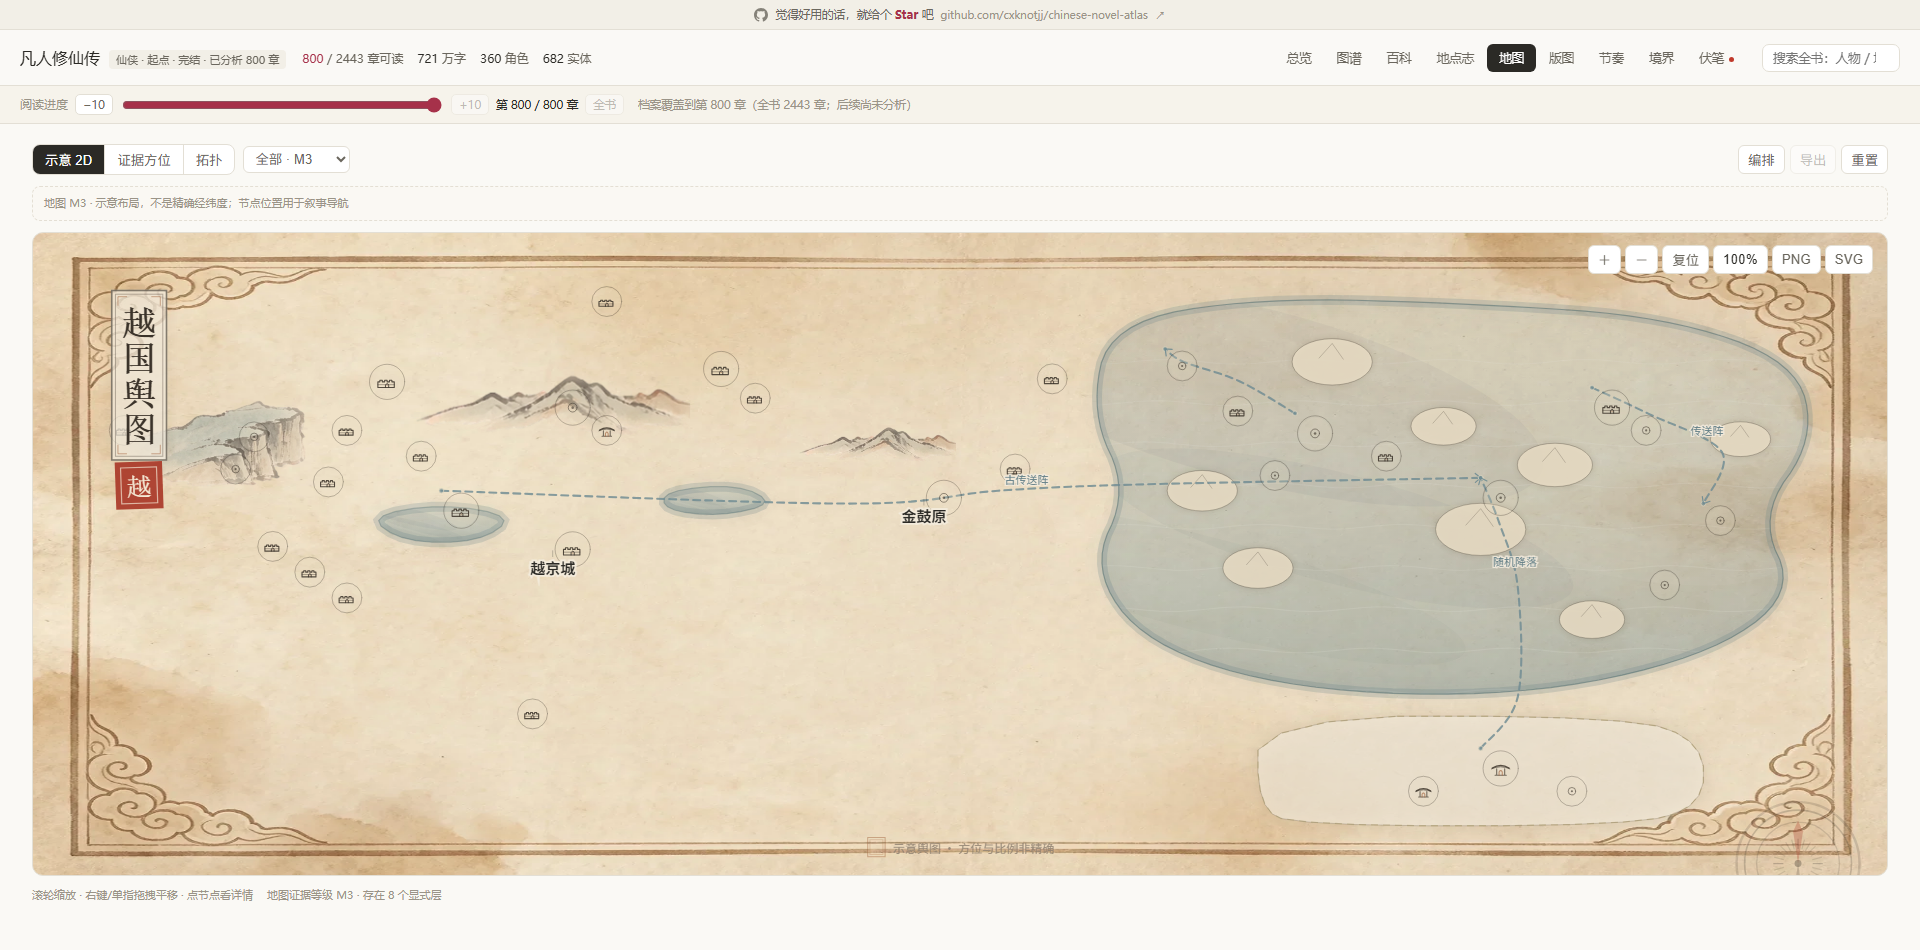 觉得好用的话，就给个 Star 吧 github.com/cxknotjj/chinese-novel-atlas ↗
凡人修仙传 仙侠 · 起点 · 完结 · 已分析 800 章 800 / 2443 章可读 721 万字 360 角色 682 实体
总览 图谱 百科 地点志 地图 版图 节奏 境界 伏笔
搜索全书：人物 /
阅读进度 −10 +10 第 800 / 800 章 全书 档案覆盖到第 800 章（全书 2443 章；后续尚未分析）
示意 2D 证据方位 拓扑 全部 · M3
编排 导出 重置
地图 M3 · 示意布局，不是精确经纬度；节点位置用于叙事导航
+ − 复位 100% PNG SVG
越国舆图
越
传送阵
古传送阵
金鼓原
越京城
随机降落
示意舆图 · 方位与比例非精确
滚轮缩放 · 右键/单指拖拽平移 · 点节点看详情 地图证据等级 M3 · 存在 8 个显式层